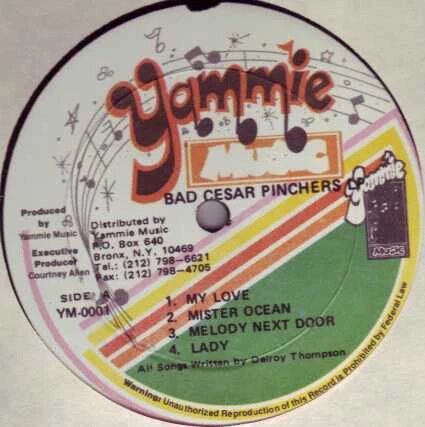 Yammie
MUSIC
BAD CESAR PINCHERS LP
Yammie
MUSIC
Produced
by
Yammie Music
Executive
Producer
Courtney Allen
Distributed by
Yammie Music
P.O. Box 640
Bronx, N.Y. 10469
Tel.: (212) 798-6621
Fax: (212) 798-4705
SIDE A
YM-0001
1. MY LOVE
2. MISTER OCEAN
3. MELODY NEXT DOOR
4. LADY
All Songs Written by Delroy Thompson
Warning: Unauthorized Reproduction of this Record is Prohibited by Federal Law